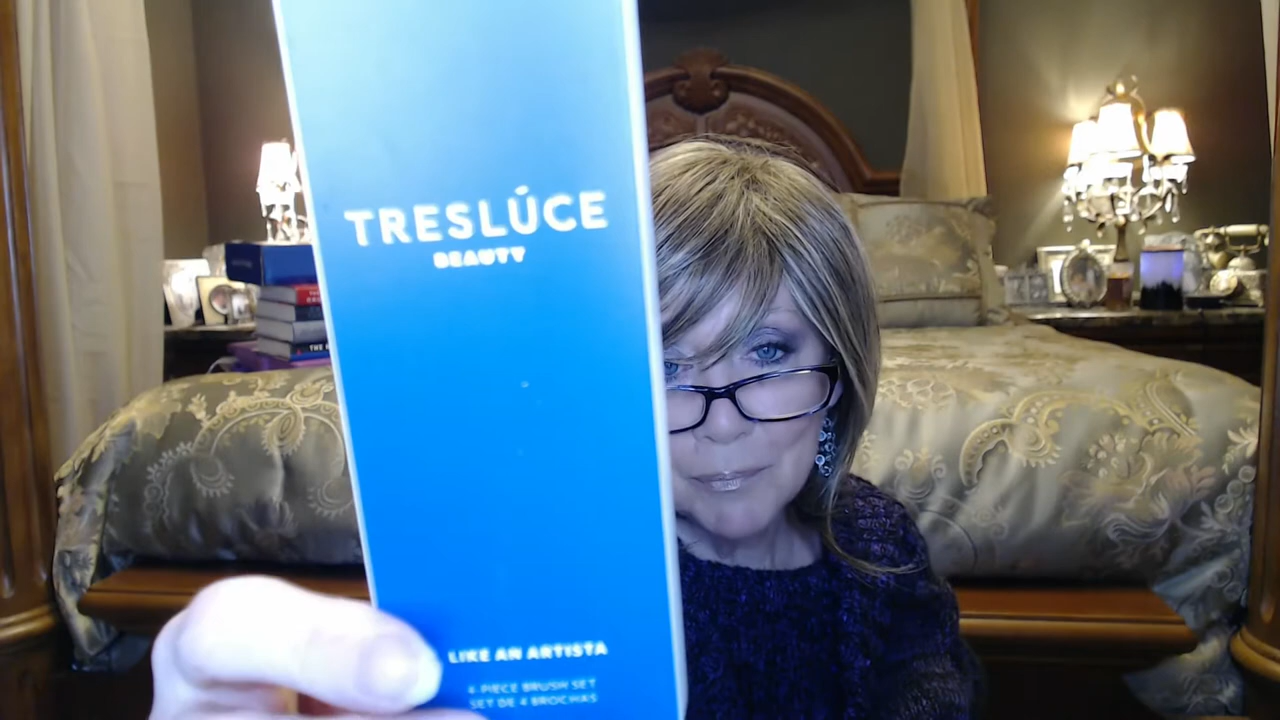 TRESLÚCE
BEAUTY
LIKE AN ARTISTA
4-PIECE BRUSH SET
SET DE 4 BROCHAS